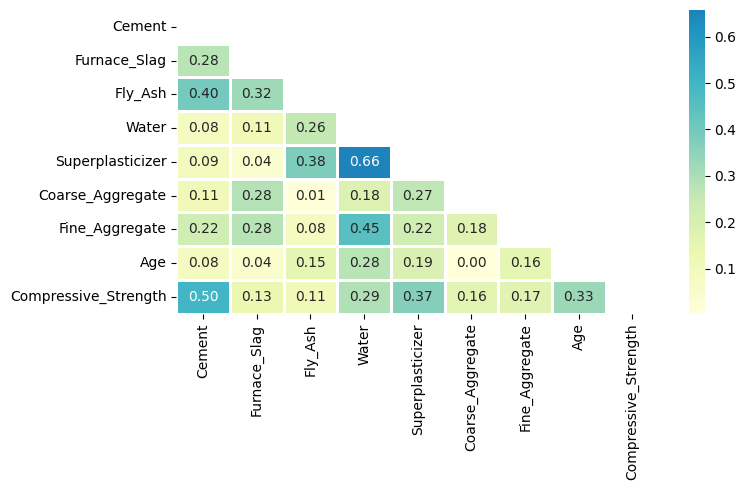 Cement
Furnace_Slag 0.28
Fly_Ash 0.40 0.32
Water 0.08 0.11 0.26
Superplasticizer 0.09 0.04 0.38 0.66
Coarse_Aggregate 0.11 0.28 0.01 0.18 0.27
Fine_Aggregate 0.22 0.28 0.08 0.45 0.22 0.18
Age 0.08 0.04 0.15 0.28 0.19 0.00 0.16
Compressive_Strength 0.50 0.13 0.11 0.29 0.37 0.16 0.17 0.33
Cement
Furnace_Slag
Fly_Ash
Water
Superplasticizer
Coarse_Aggregate
Fine_Aggregate
Age
Compressive_Strength
0.6
0.5
0.4
0.3
0.2
0.1